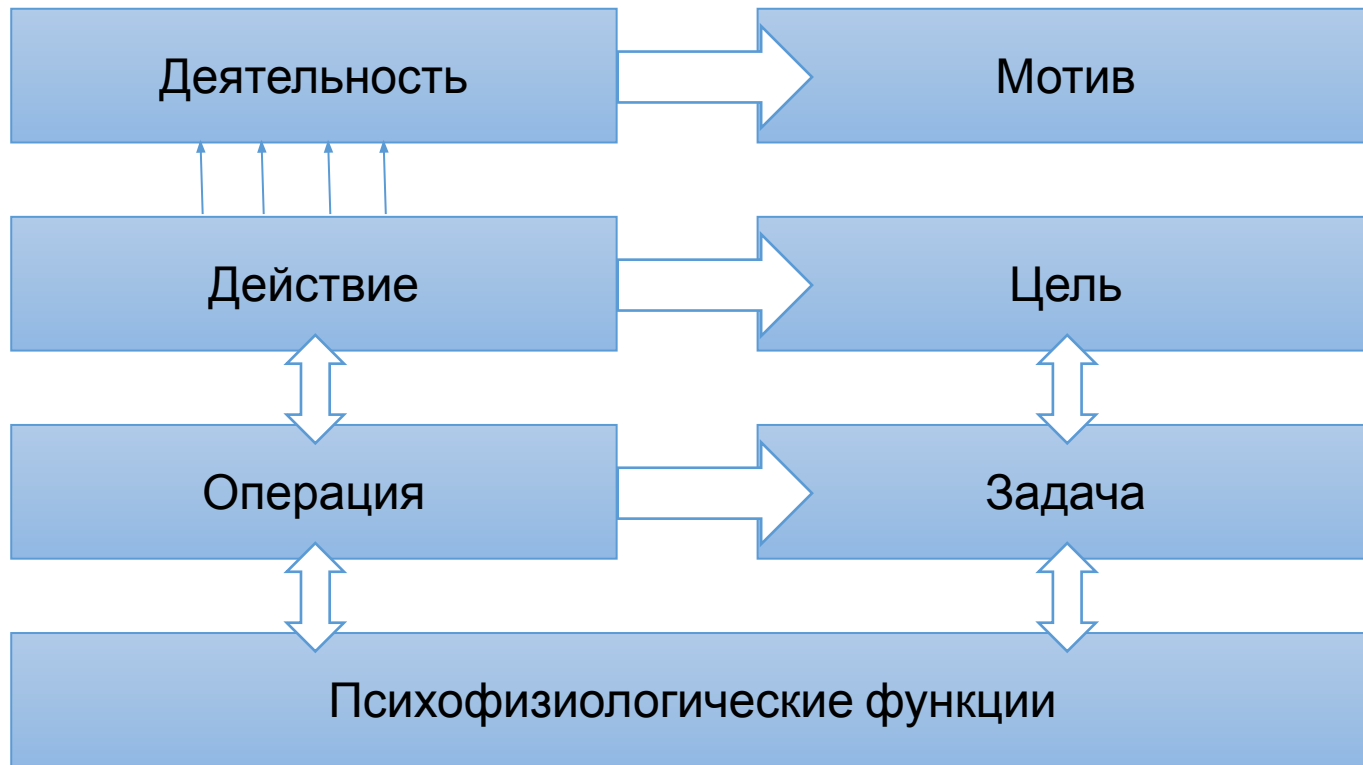 Деятельность
Мотив
Действие
Цель
Операция
Задача
Психофизиологические функции